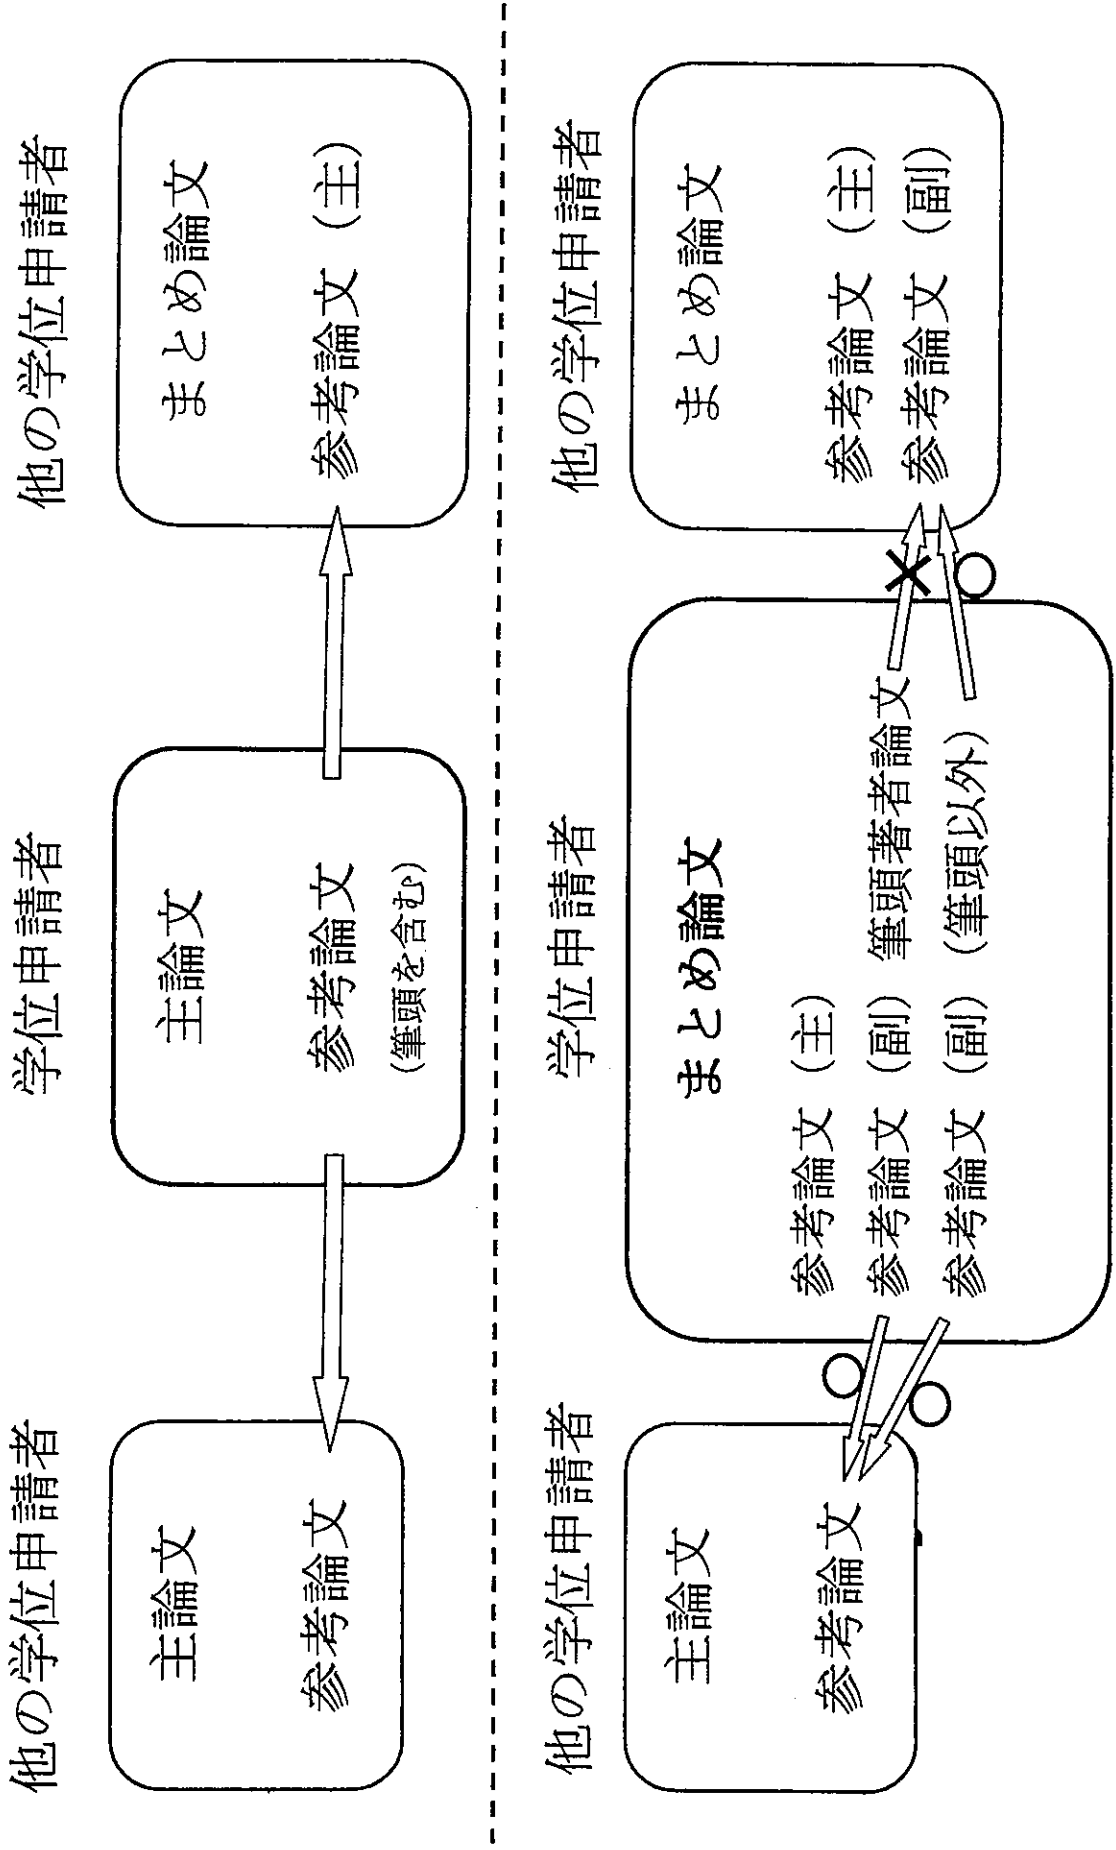 他の学位申請者
主論文
参考論文
学位申請者
主論文
参考論文
(筆頭を含む)
他の学位申請者
まとめ論文
参考論文 (主)
他の学位申請者
主論文
参考論文
学位申請者
まとめ論文
参考論文 (主)
参考論文 (副) 筆頭著者論文
参考論文 (副) (筆頭以外)
他の学位申請者
まとめ論文
参考論文 (主)
参考論文 (副)